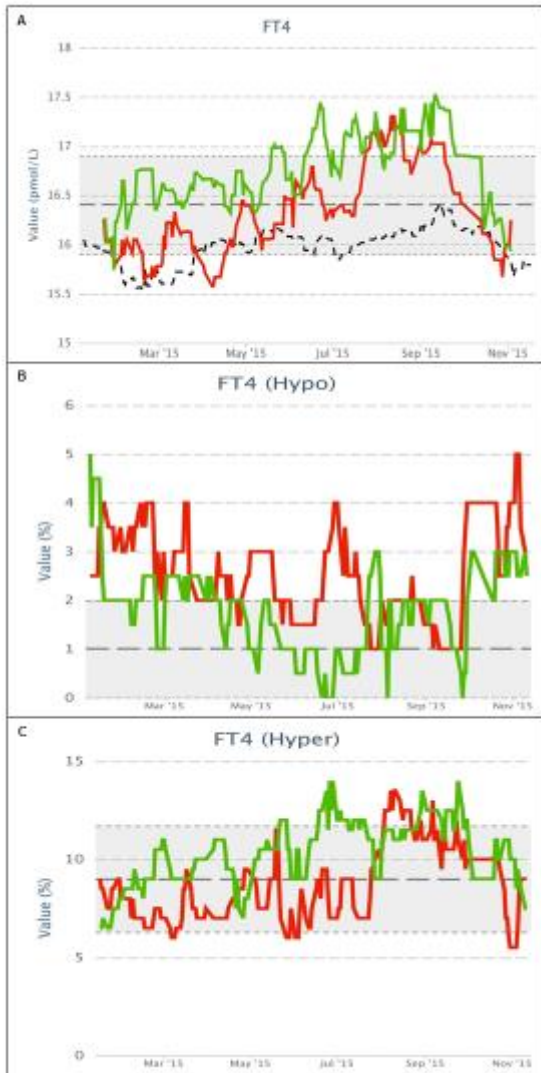 A
FT4
18
17.5
17
16.5
16
15.5
15
Value (pmol/L)
Mar '15 May '15 Jul '15 Sep '15 Nov '15
B
FT4 (Hypo)
6
5
4
3
2
1
0
Value (%)
Mar '15 May '15 Jul '15 Sep '15 Nov '15
C
FT4 (Hyper)
15
10
5
0
Value (%)
Mar '15 May '15 Jul '15 Sep '15 Nov '15